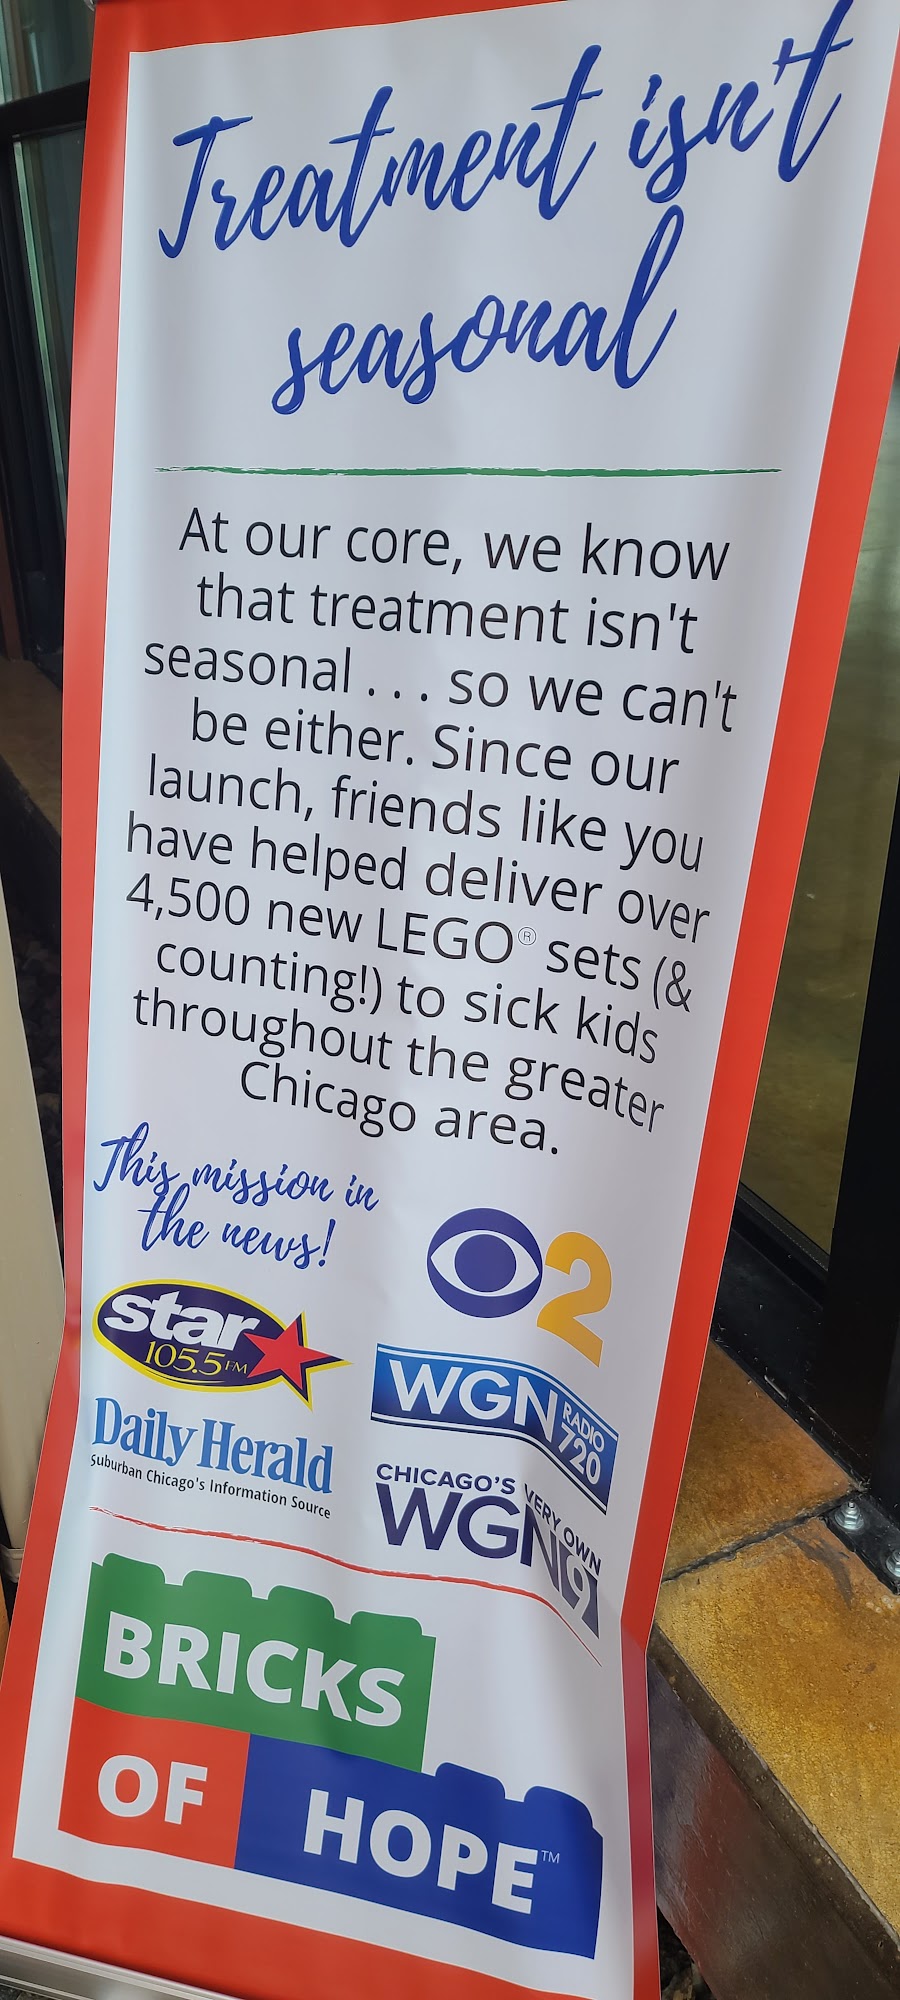 Treatment isn't
seasonal
At our core, we know
that treatment isn't
seasonal . . . so we can't
be either. Since our
launch, friends like you
have helped deliver over
4,500 new LEGO® sets (&
counting!) to sick kids
throughout the greater
Chicago area.
This mission in
the news!
2
star
105.5 FM
WGN RADIO
720
Daily Herald
Suburban Chicago's Information Source
CHICAGO'S VERY OWN
WGN9
BRICKS
OF HOPE™